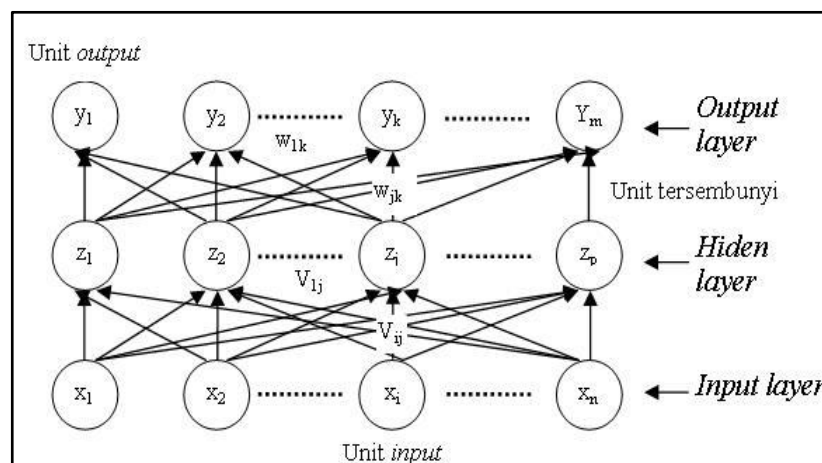 Unit output
y1 y2 yk Ym
Output layer
w1k
wjk
Unit tersembunyi
z1 z2 zj zp
Hiden layer
V1j
Vij
x1 x2 xi xn
Input layer
Unit input